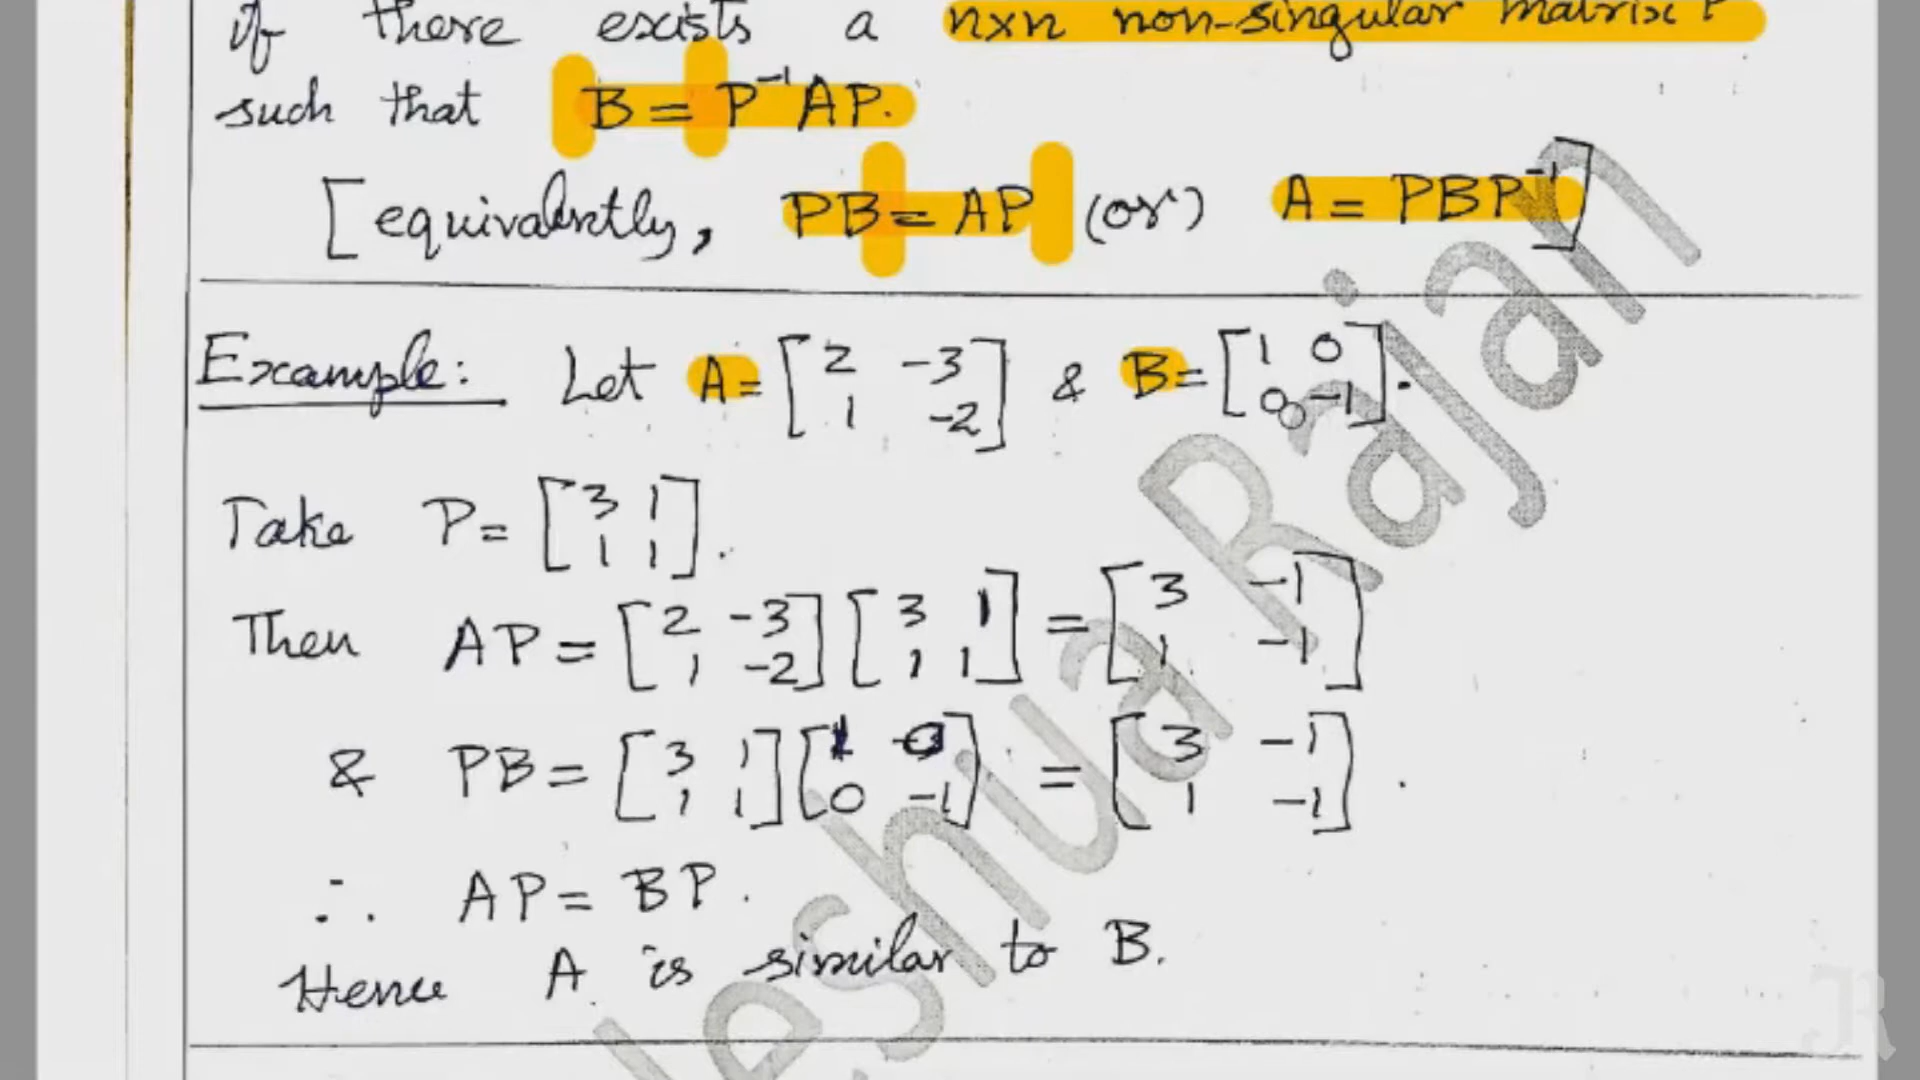 if there exists a nxn non-singular matrix P
such that B = P⁻¹AP.
[equivalently, PB = AP (or) A = PBP⁻¹]
Example: Let A = [2 -3; 1 -2] & B = [1 0; 0 -1].
Take P = [3 1; 1 1].
Then AP = [2 -3; 1 -2] [3 1; 1 1] = [3 -1; 1 -1]
& PB = [3 1; 1 1] [1 0; 0 -1] = [3 -1; 1 -1].
∴ AP = BP.
Hence A is similar to B.
eshua Rajan
R